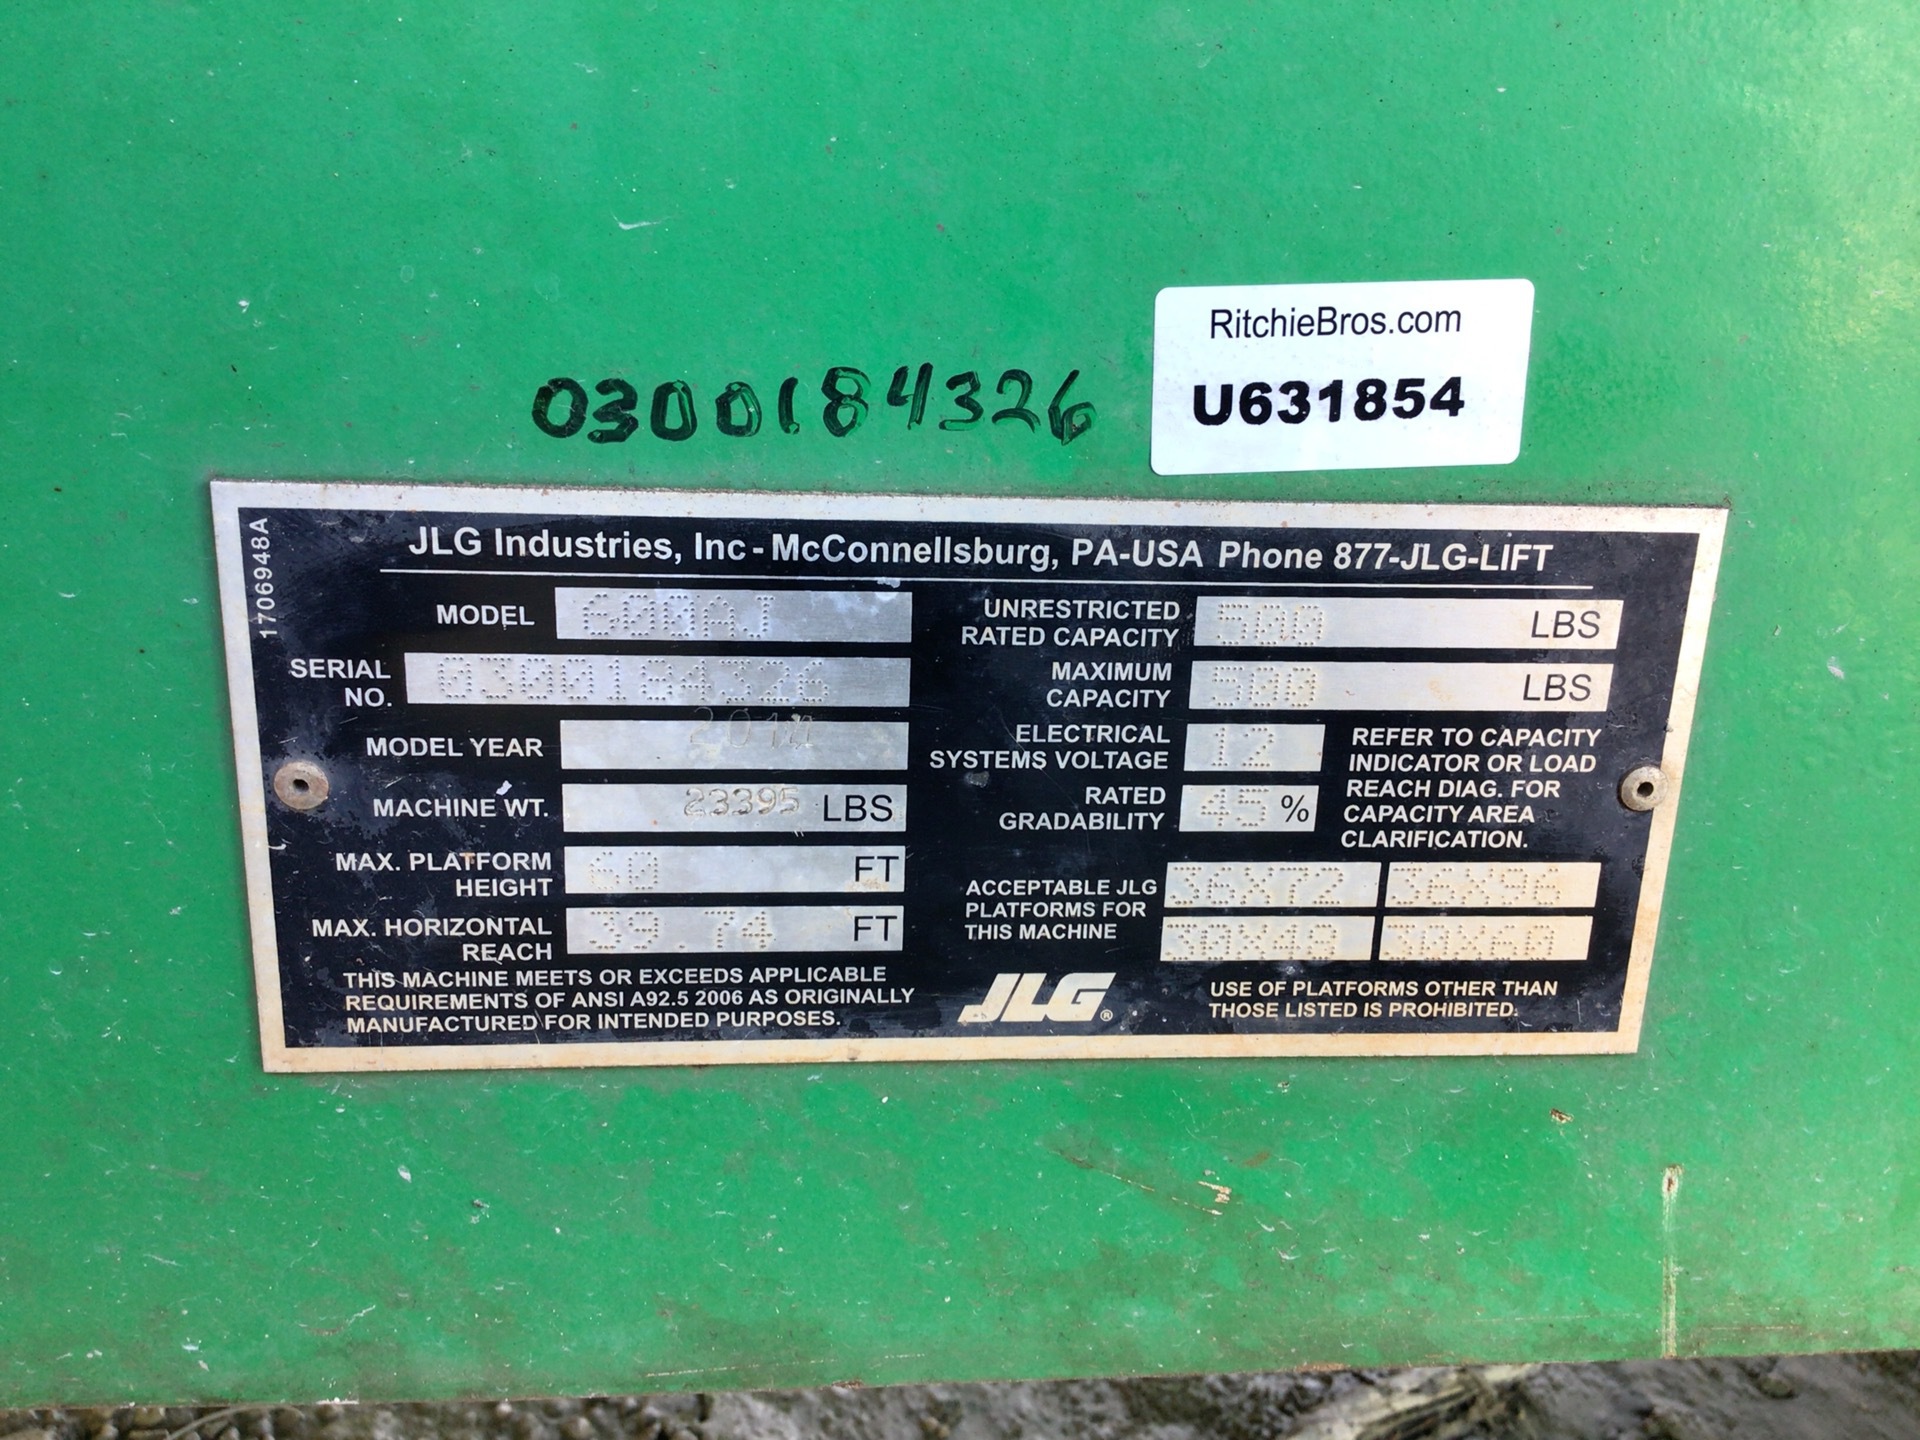 RitchieBros.com
U631854
0300184326
1706948A
JLG Industries, Inc - McConnellsburg, PA-USA Phone 877-JLG-LIFT
MODEL 600AJ
SERIAL NO. 0300184326
MODEL YEAR
MACHINE WT. 23395 LBS
MAX. PLATFORM HEIGHT 60 FT
MAX. HORIZONTAL REACH 39.74 FT
THIS MACHINE MEETS OR EXCEEDS APPLICABLE
REQUIREMENTS OF ANSI A92.5 2006 AS ORIGINALLY
MANUFACTURED FOR INTENDED PURPOSES.
UNRESTRICTED RATED CAPACITY 500 LBS
MAXIMUM CAPACITY 500 LBS
ELECTRICAL SYSTEMS VOLTAGE 12
RATED GRADABILITY 45 %
REFER TO CAPACITY
INDICATOR OR LOAD
REACH DIAG. FOR
CAPACITY AREA
CLARIFICATION.
ACCEPTABLE JLG
PLATFORMS FOR
THIS MACHINE
36X72 36X96
30X48 30X60
JLG®
USE OF PLATFORMS OTHER THAN
THOSE LISTED IS PROHIBITED.